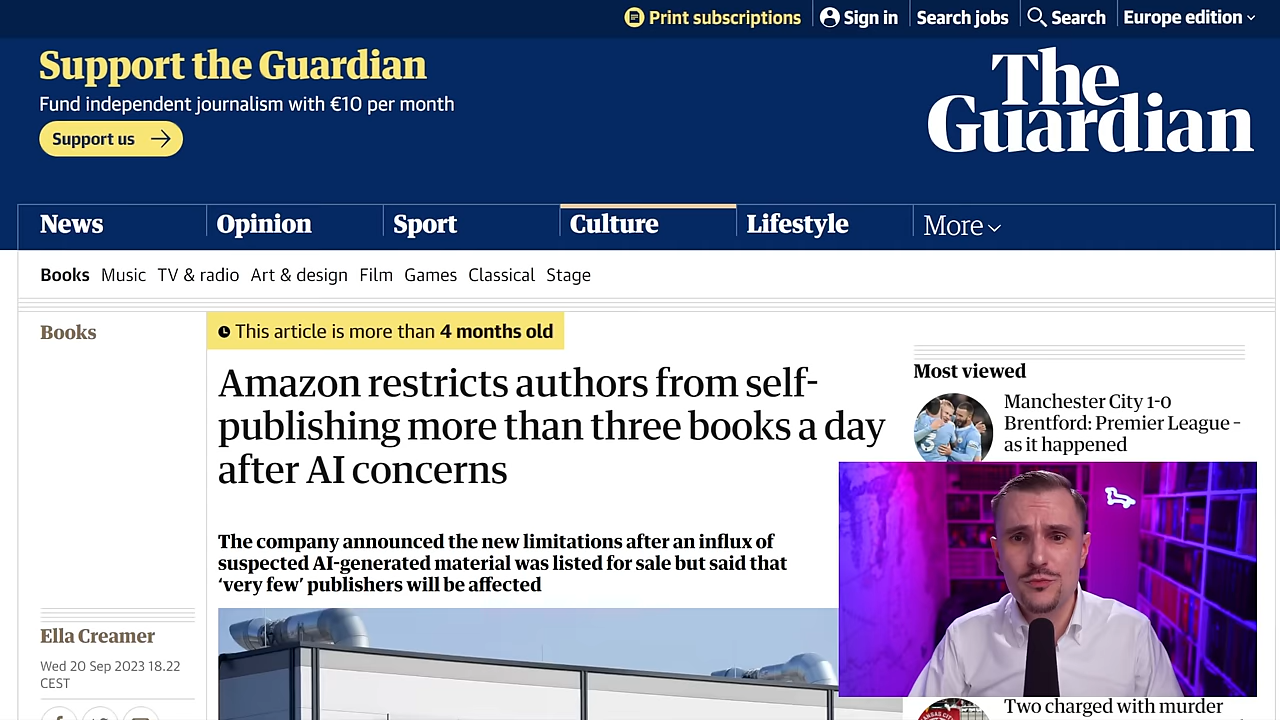 Print subscriptions
Sign in
Search jobs
Search
Europe edition
Support the Guardian
Fund independent journalism with €10 per month
Support us
The
Guardian
News
Opinion
Sport
Culture
Lifestyle
More
Books
Music
TV & radio
Art & design
Film
Games
Classical
Stage
Books
This article is more than 4 months old
Amazon restricts authors from self-
publishing more than three books a day
after AI concerns
The company announced the new limitations after an influx of
suspected AI-generated material was listed for sale but said that
‘very few’ publishers will be affected
Ella Creamer
Wed 20 Sep 2023 18.22
CEST
Most viewed
Manchester City 1-0
Brentford: Premier League –
as it happened
Two charged with murder